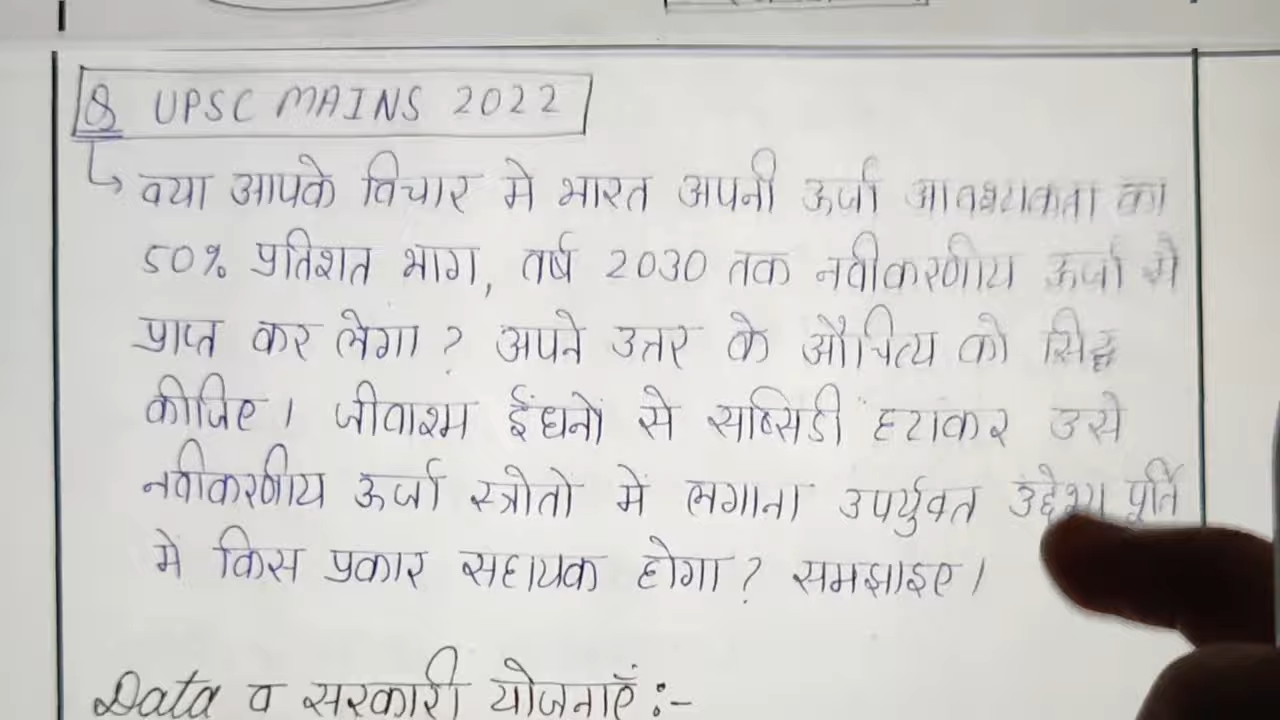 Q UPSC MAINS 2022
क्या आपके विचार मे भारत अपनी ऊर्जा आवश्यकता का
50% प्रतिशत भाग, वर्ष 2030 तक नवीकरणीय ऊर्जा से
प्राप्त कर लेगा? अपने उत्तर के औचित्य को सिद्ध
कीजिए। जीवाश्म ईंधनों से सब्सिडी हटाकर उसे
नवीकरणीय ऊर्जा स्त्रोतो में लगाना उपर्युक्त उद्देश्य पूर्ति
मे किस प्रकार सहायक होगा? समझाइए।
Data व सरकारी योजनाएँ:-